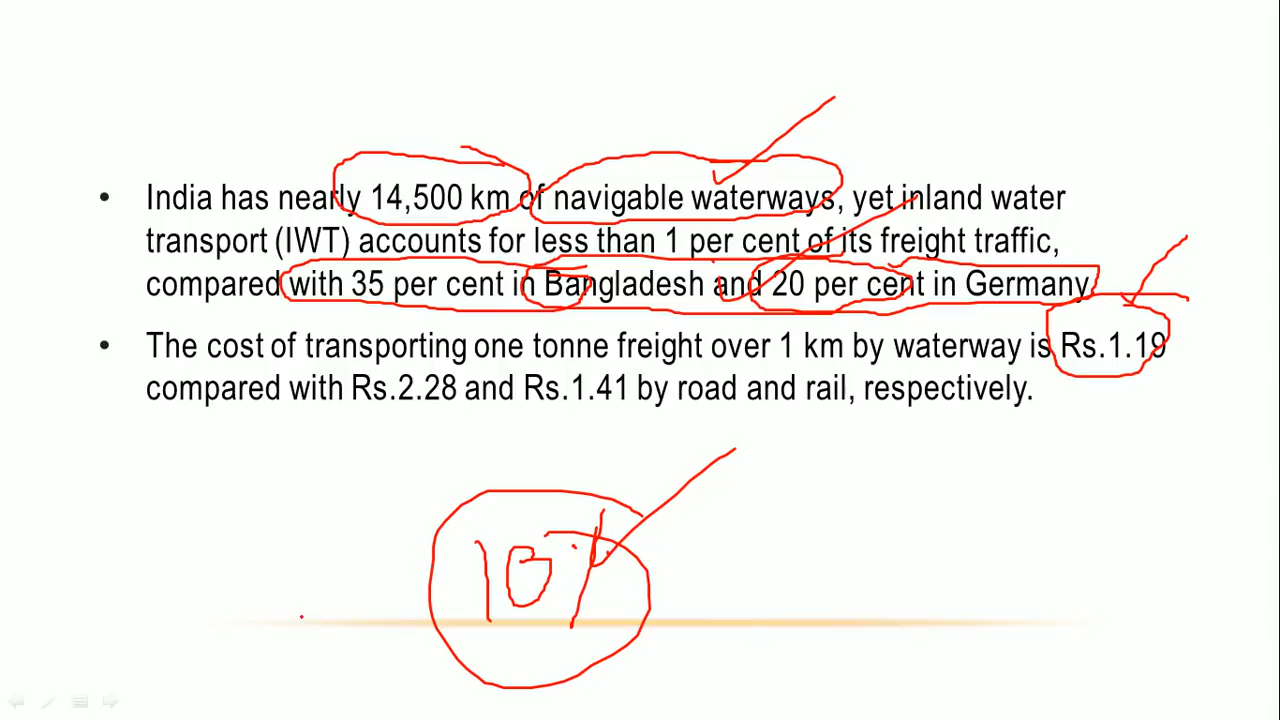 • India has nearly 14,500 km of navigable waterways, yet inland water
transport (IWT) accounts for less than 1 per cent of its freight traffic,
compared with 35 per cent in Bangladesh and 20 per cent in Germany.
• The cost of transporting one tonne freight over 1 km by waterway is Rs.1.19
compared with Rs.2.28 and Rs.1.41 by road and rail, respectively.
10%